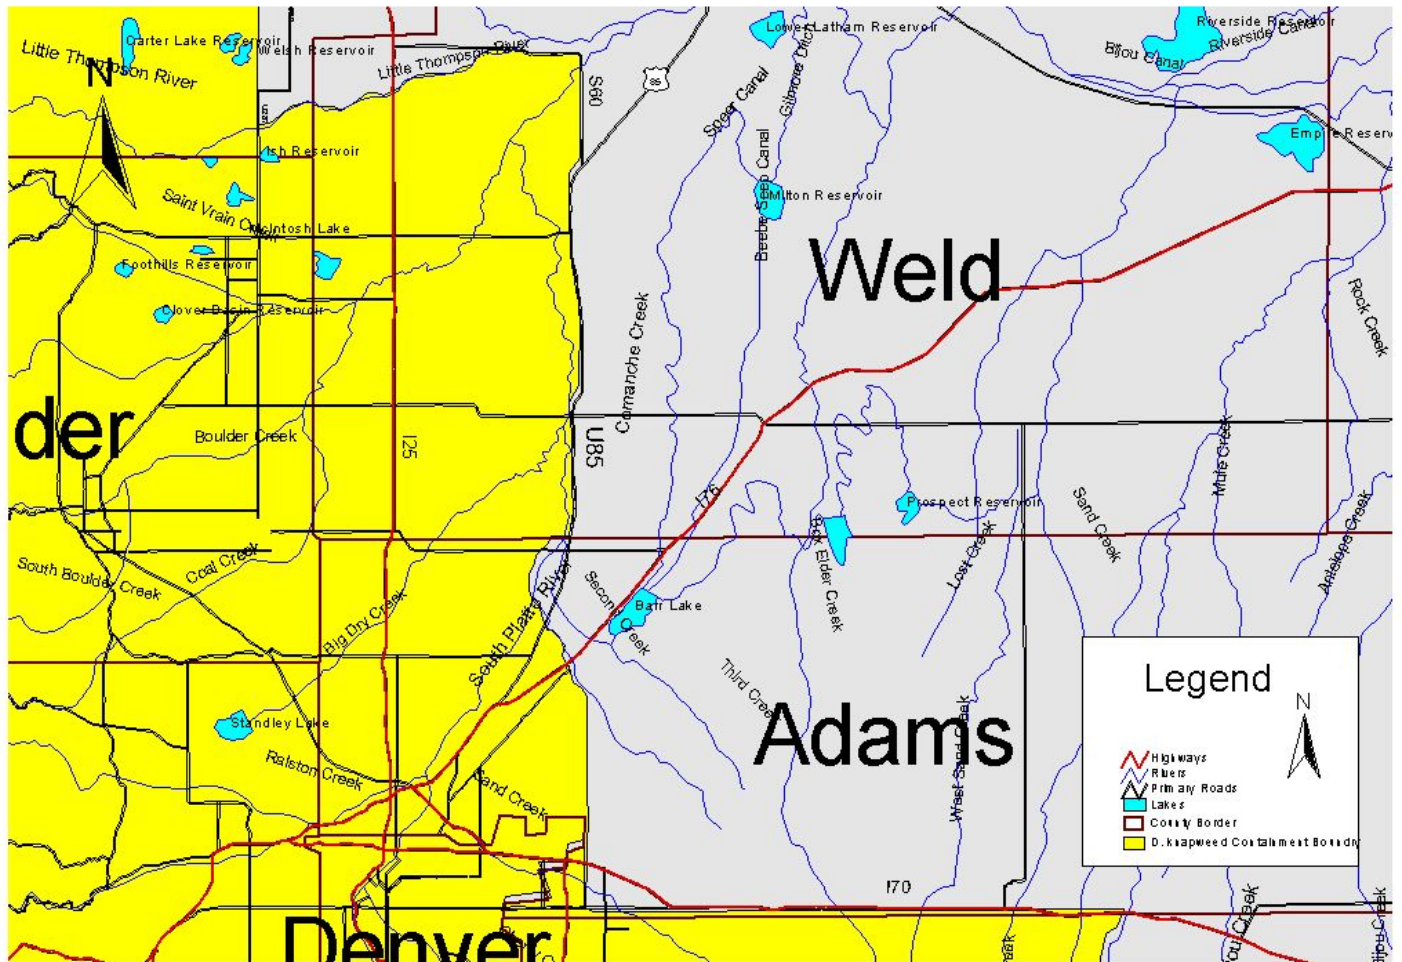 Carter Lake Reservoir
Welsh Reservoir
Little Thompson River
Little Thompson River
Lower Latham Reservoir
Riverside Reservoir
Riverside Canal
Bijou Canal
N
S60
85
Speer Canal
Gilmore Ditch
Ish Reservoir
Beebe Seep Canal
Milton Reservoir
Saint Vrain
McIntosh Lake
Foothills Reservoir
Clover Basin Reservoir
Weld
Comanche Creek
Rock Creek
der
Boulder Creek
I25
U85
I76
Prospect Reservoir
Box Elder Creek
Lost Creek
Sand Creek
Mule Creek
Antelope Creek
South Boulder Creek
Coal Creek
Big Dry Creek
South Platte River
Second Creek
Barr Lake
Third Creek
Standley Lake
Ralston Creek
Sand Creek
Adams
West Sand Creek
I70
Denver
Legend
N
Highways
Rivers
Primary Roads
Lakes
County Border
D. knapweed Containment Boundry